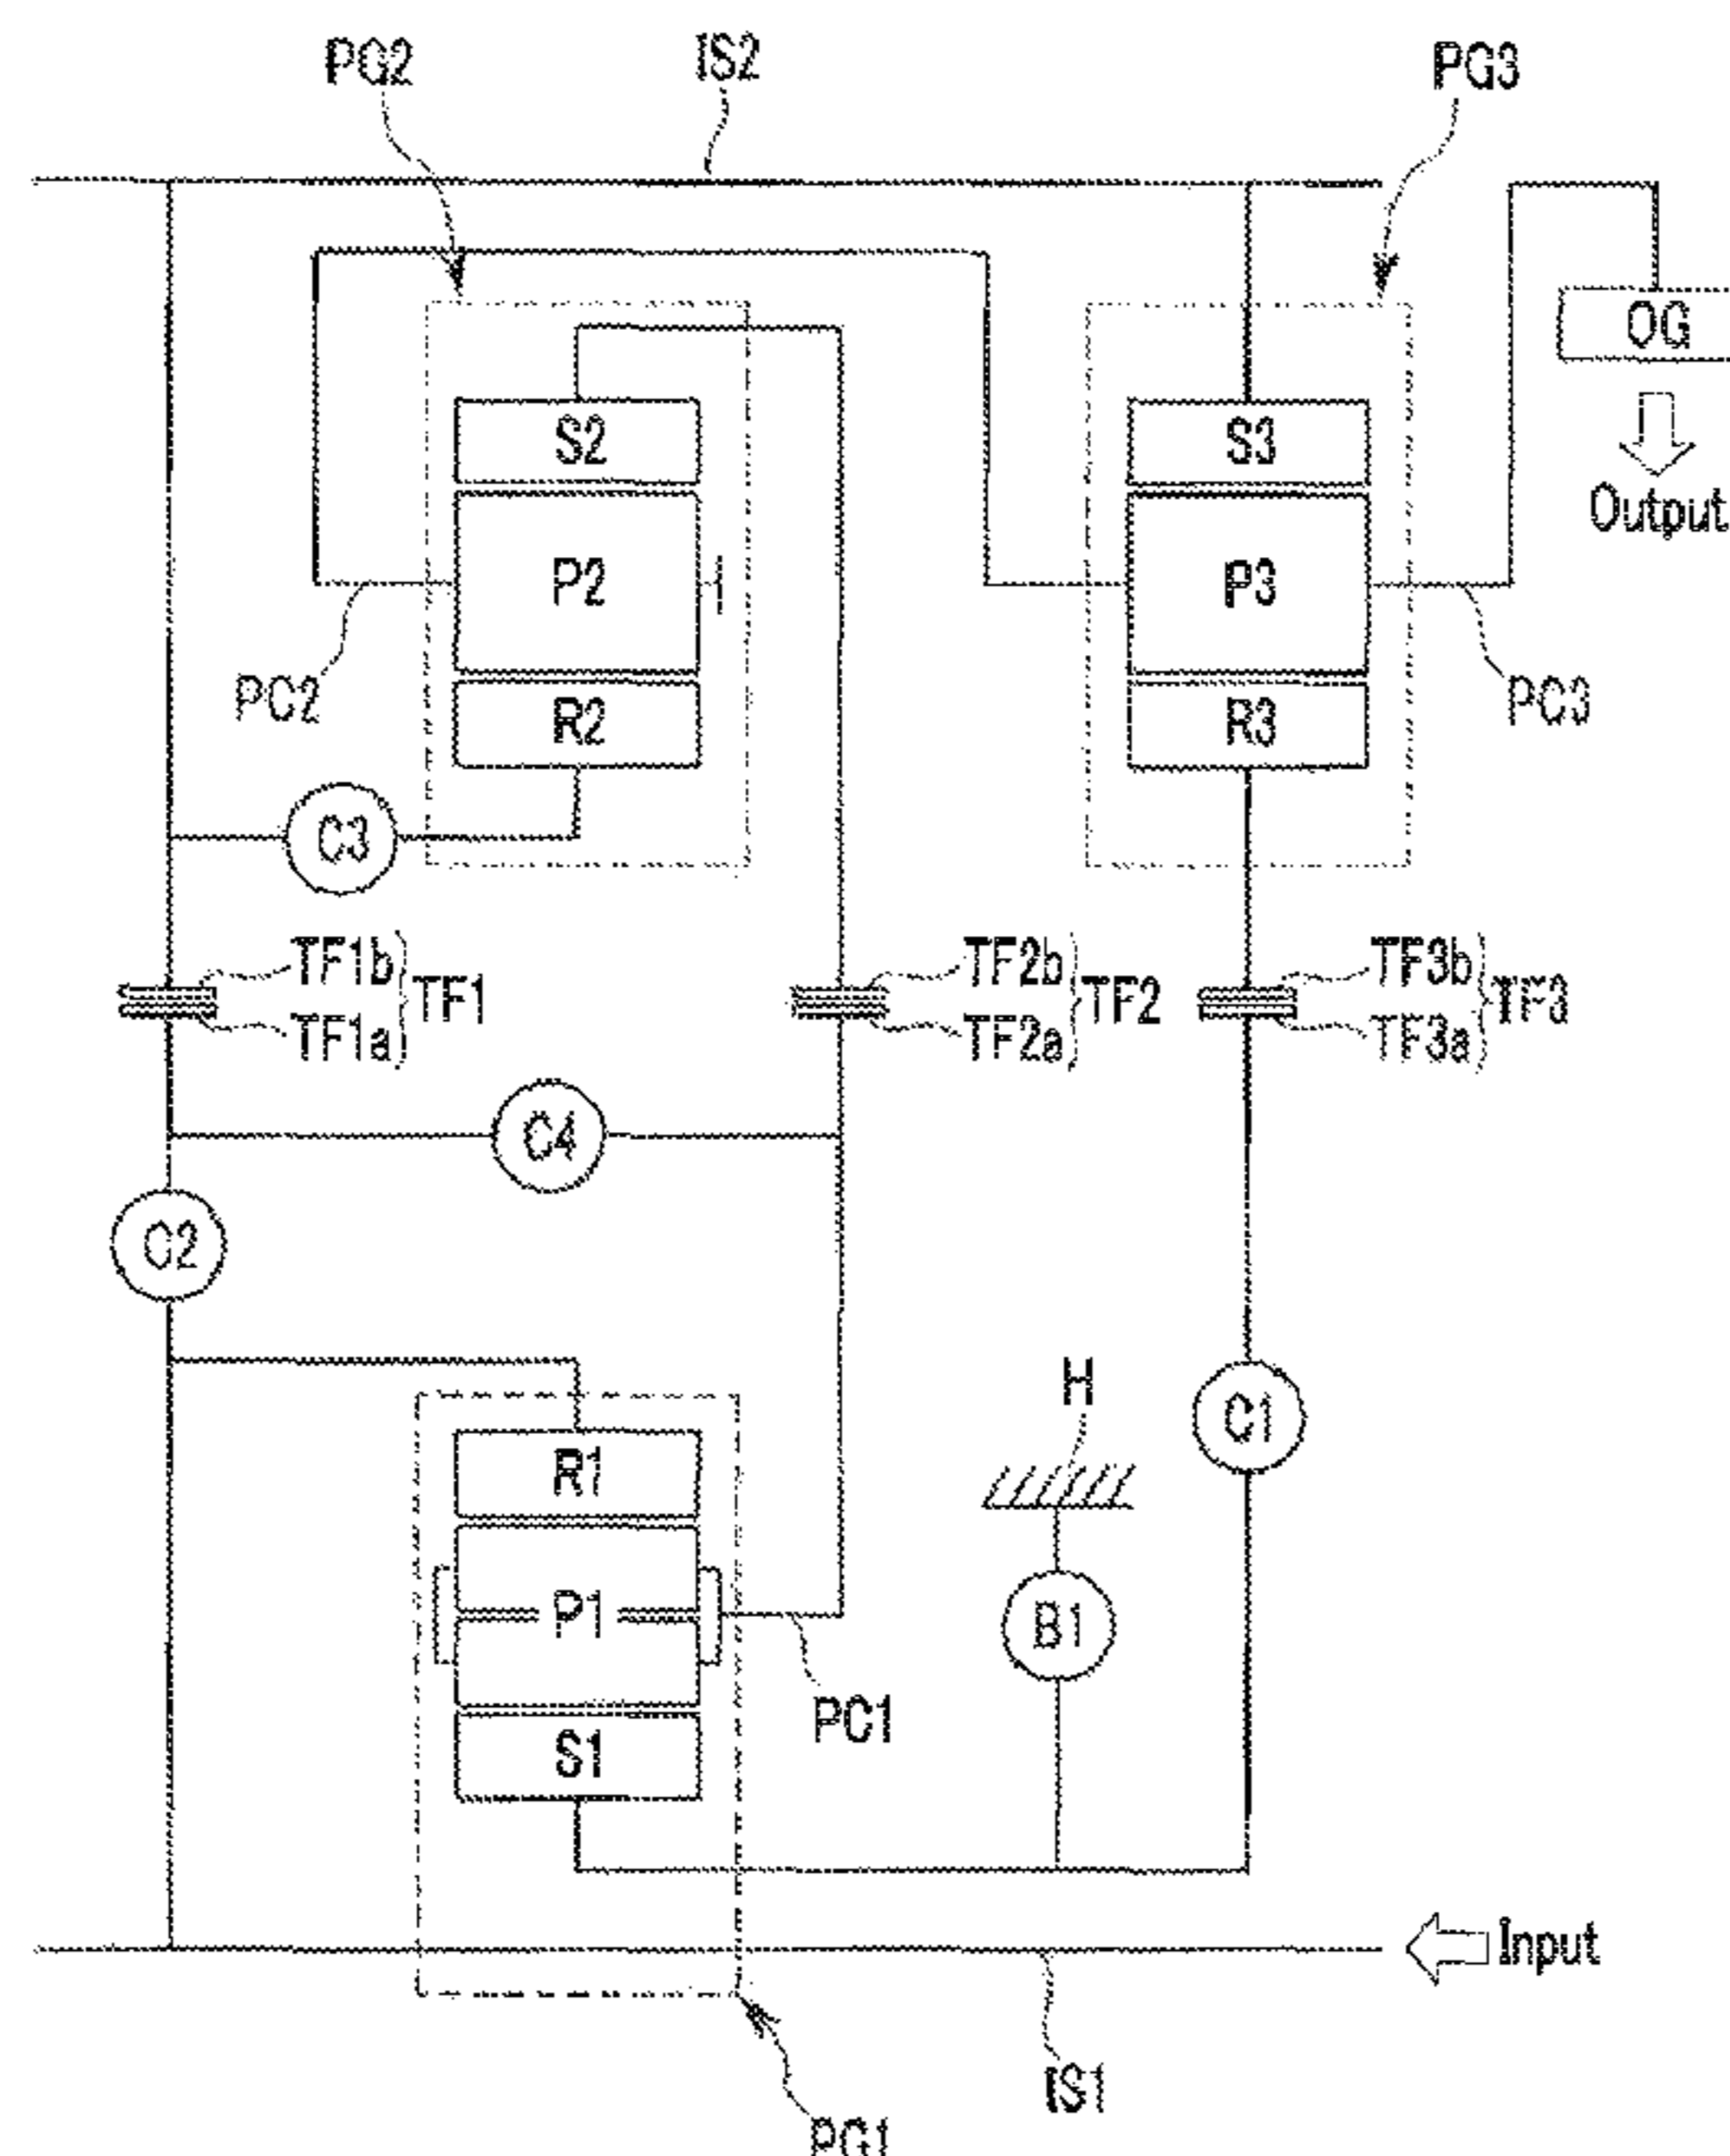 PG2
IS2
PG3
OG
S2
S3
Output
P2
P3
PC2
R2
R3
PC3
C3
TF1b
TF1
TF1a
TF2b
TF2
TF2a
TF3b
TF3
TF3a
C4
C2
H
C1
R1
P1
B1
PC1
S1
Input
IS1
PG1